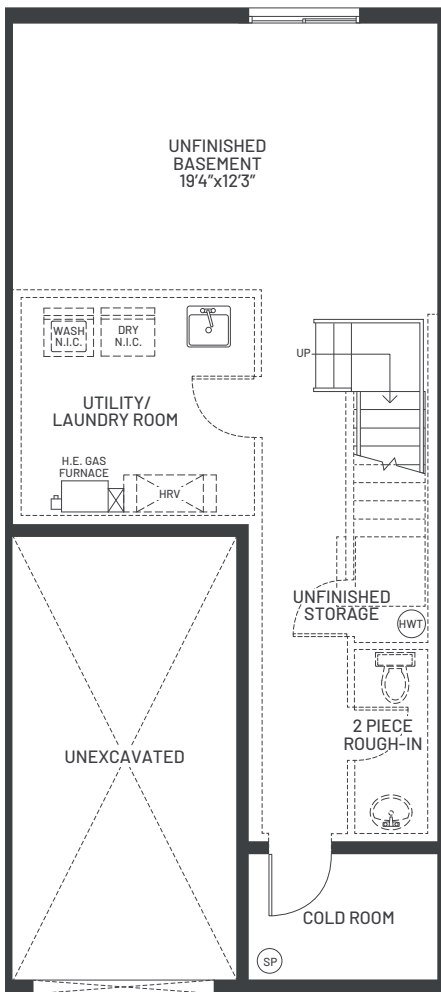 UNFINISHED
BASEMENT
19'4"x12'3"
WASH
N.I.C.
DRY
N.I.C.
UP
UTILITY/
LAUNDRY ROOM
H.E. GAS
FURNACE
HRV
UNFINISHED
STORAGE
HWT
2 PIECE
ROUGH-IN
UNEXCAVATED
COLD ROOM
SP